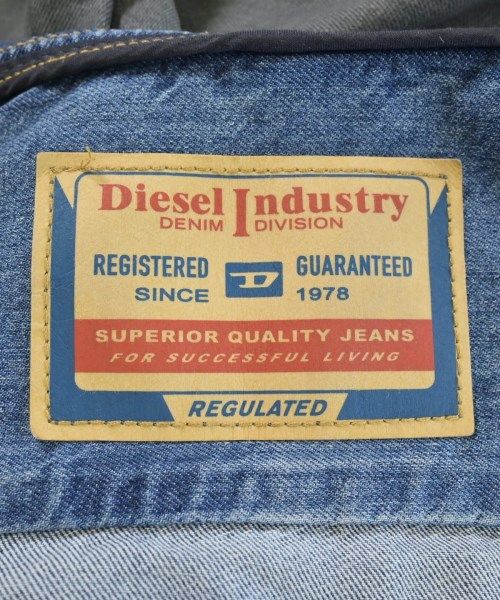 Diesel Industry
DENIM DIVISION
REGISTERED D GUARANTEED
SINCE 1978
SUPERIOR QUALITY JEANS
FOR SUCCESSFUL LIVING
REGULATED